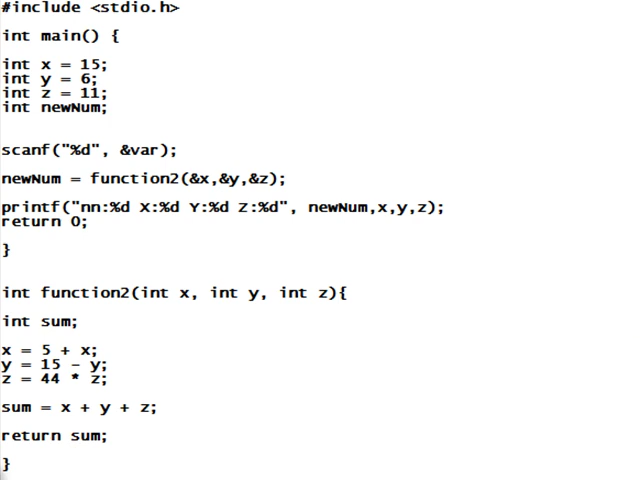 #include <stdio.h>
int main() {
int x = 15;
int y = 6;
int z = 11;
int newNum;
scanf("%d", &var);
newNum = function2(&x,&y,&z);
printf("nn:%d X:%d Y:%d Z:%d", newNum,x,y,z);
return 0;
}
int function2(int x, int y, int z){
int sum;
x = 5 + x;
y = 15 - y;
z = 44 * z;
sum = x + y + z;
return sum;
}